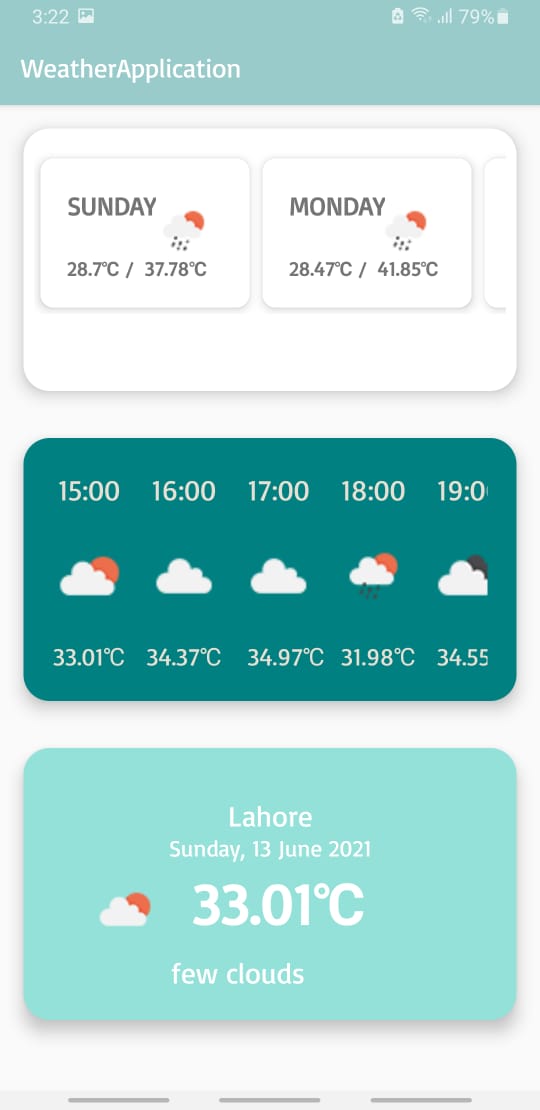 3:22 79%
WeatherApplication
SUNDAY MONDAY
28.7℃ / 37.78℃ 28.47℃ / 41.85℃
15:00 16:00 17:00 18:00 19:0
33.01℃ 34.37℃ 34.97℃ 31.98℃ 34.55
Lahore
Sunday, 13 June 2021
33.01℃
few clouds